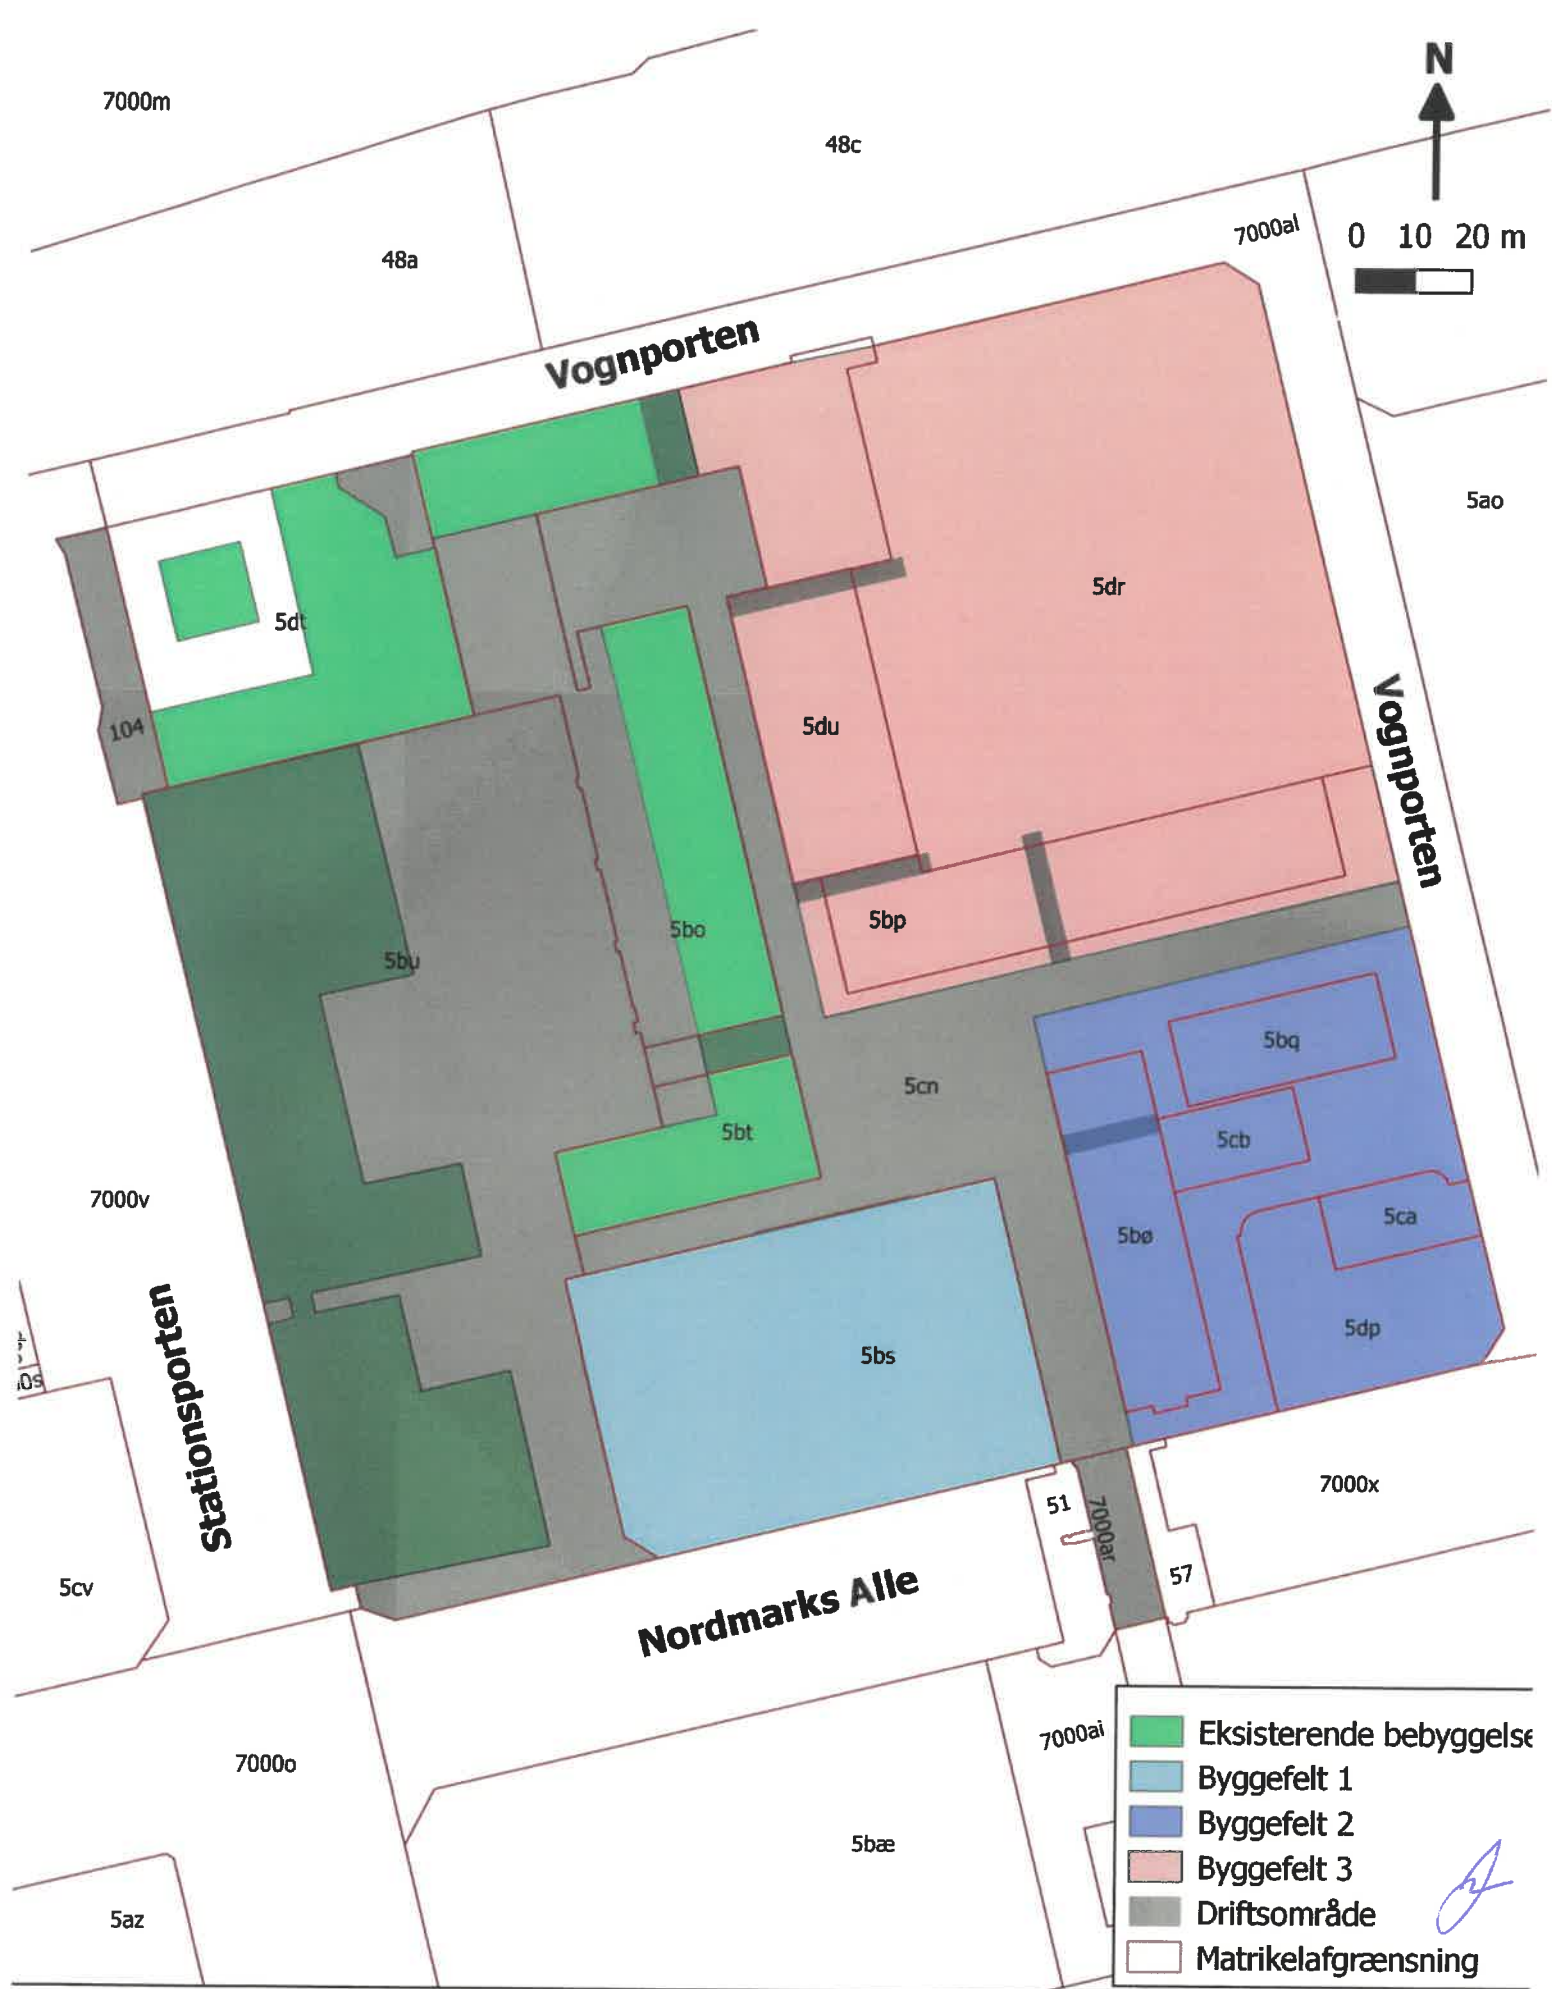 7000m
48c
N
7000al
0 10 20 m
48a
Vognporten
5ao
5dr
5dt
5du
104
Vognporten
5bo
5bp
5bu
5bq
5cn
5bt
5cb
7000v
5ca
5bø
5dp
5bs
Stationsporten
7000x
51
7000ar
57
5cv
Nordmarks Alle
7000ai
7000o
5bæ
5az
Eksisterende bebyggelse
Byggefelt 1
Byggefelt 2
Byggefelt 3
Driftsområde
Matrikelafgrænsning